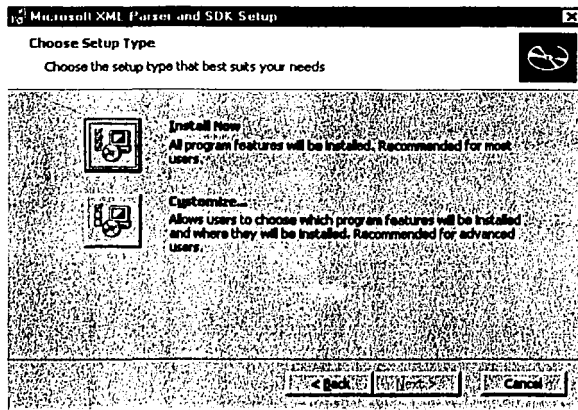 Microsoft XML Parser and SDK Setup
Choose Setup Type
Choose the setup type that best suits your needs
Install Now
All program features will be installed. Recommended for most
users.
Customize...
Allows users to choose which program features will be installed
and where they will be installed. Recommended for advanced
users.
< Back
Next >
Cancel